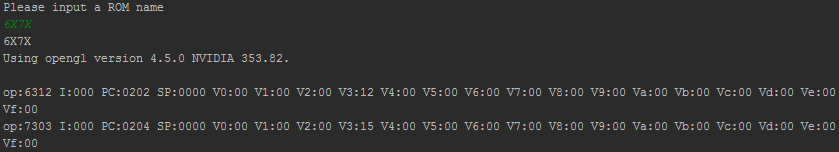 Please input a ROM name
6X7X
6X7X
Using opengl version 4.5.0 NVIDIA 353.82.
op:6312 I:000 PC:0202 SP:0000 V0:00 V1:00 V2:00 V3:12 V4:00 V5:00 V6:00 V7:00 V8:00 V9:00 Va:00 Vb:00 Vc:00 Vd:00 Ve:00
Vf:00
op:7303 I:000 PC:0204 SP:0000 V0:00 V1:00 V2:00 V3:15 V4:00 V5:00 V6:00 V7:00 V8:00 V9:00 Va:00 Vb:00 Vc:00 Vd:00 Ve:00
Vf:00